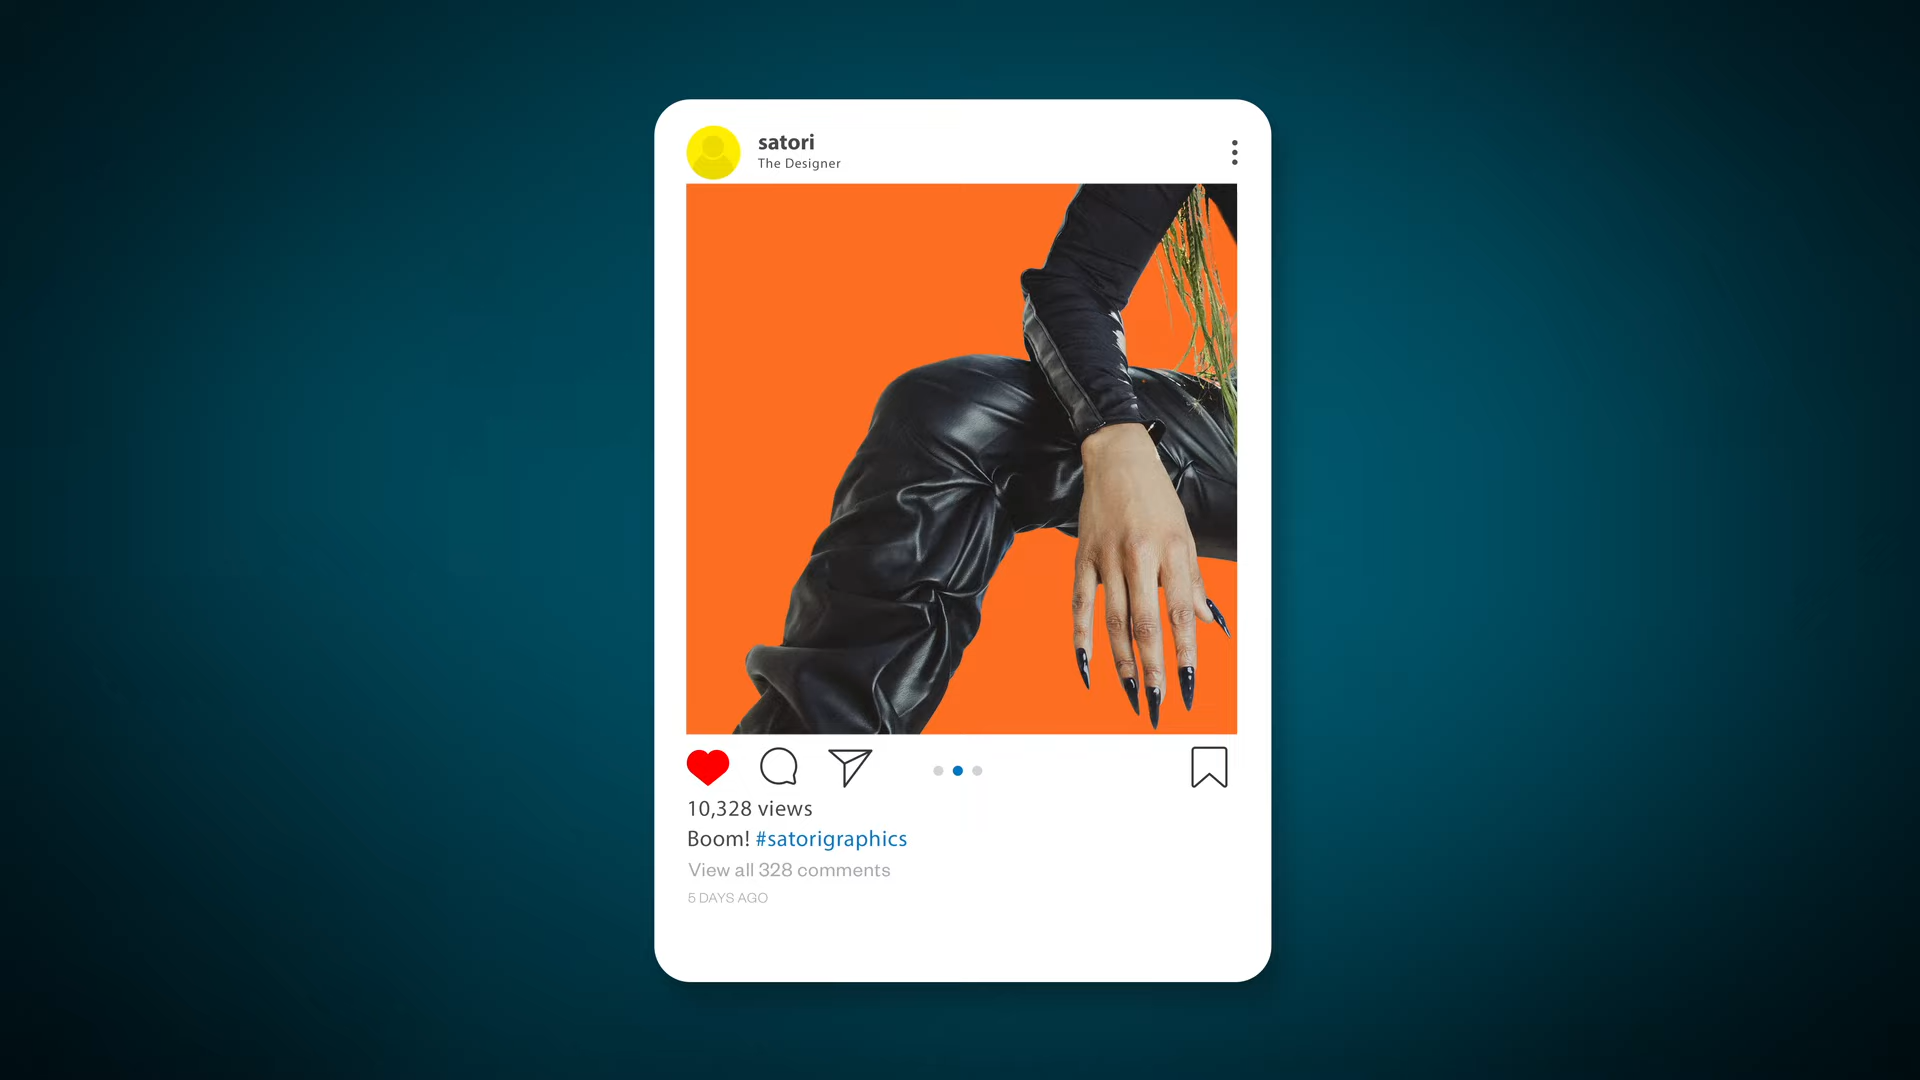 satori
The Designer
10,328 views
Boom! #satorigraphics
View all 328 comments
5 DAYS AGO